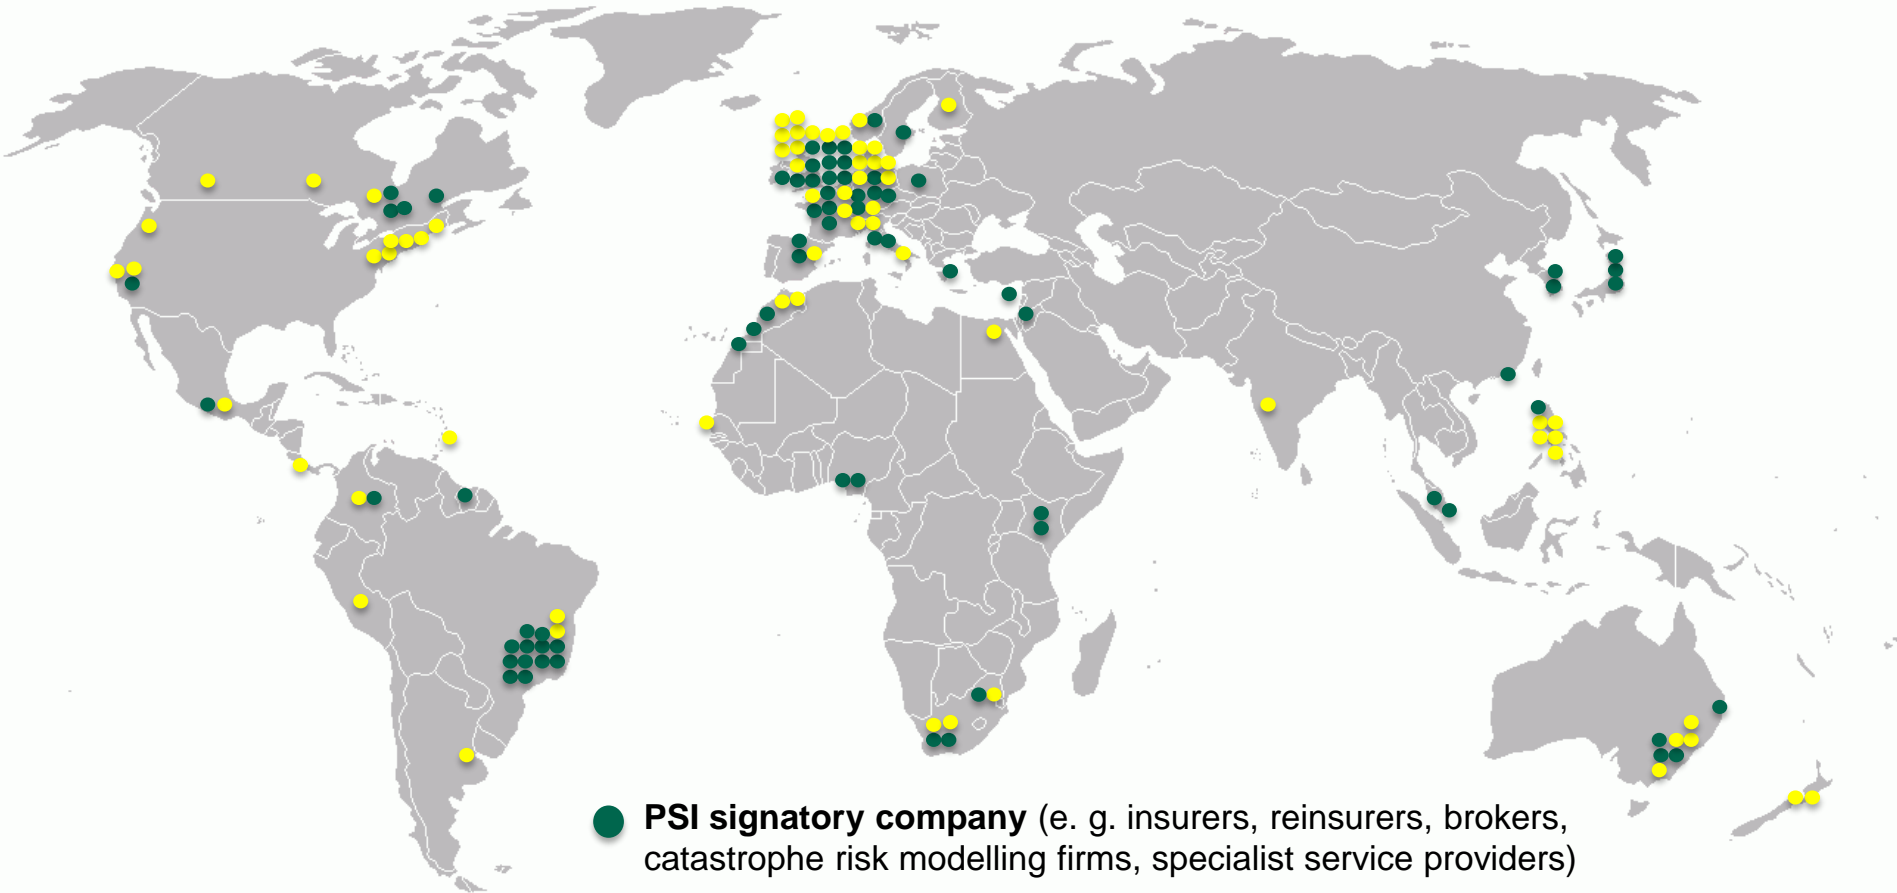 PSI signatory company (e. g. insurers, reinsurers, brokers,
catastrophe risk modelling firms, specialist service providers)